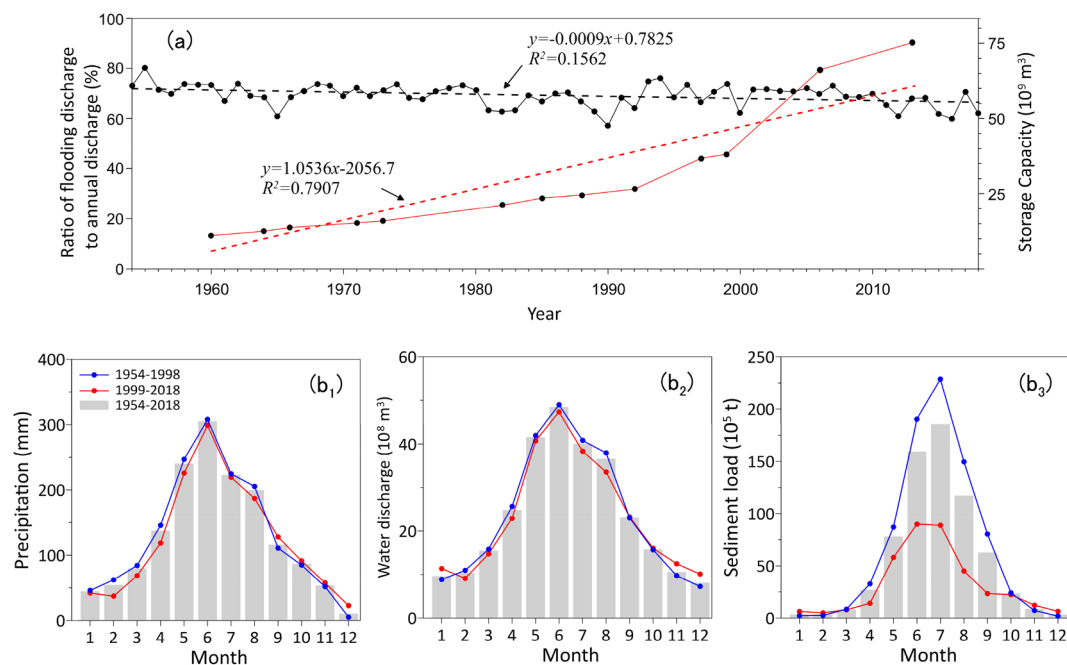 (a)
Ratio of flooding discharge
to annual discharge (%)
100
80
60
40
20
0
y=-0.0009x+0.7825
R²=0.1562
y=1.0536x-2056.7
R²=0.7907
75
50
25
Storage Capacity (10⁹ m³)
1960 1970 1980 1990 2000 2010
Year
(b₁)
Precipitation (mm)
400
300
200
100
0
1954-1998
1999-2018
1954-2018
1 2 3 4 5 6 7 8 9 10 11 12
Month
(b₂)
Water discharge (10⁸ m³)
60
40
20
0
1 2 3 4 5 6 7 8 9 10 11 12
Month
(b₃)
Sediment load (10⁵ t)
250
200
150
100
50
0
1 2 3 4 5 6 7 8 9 10 11 12
Month